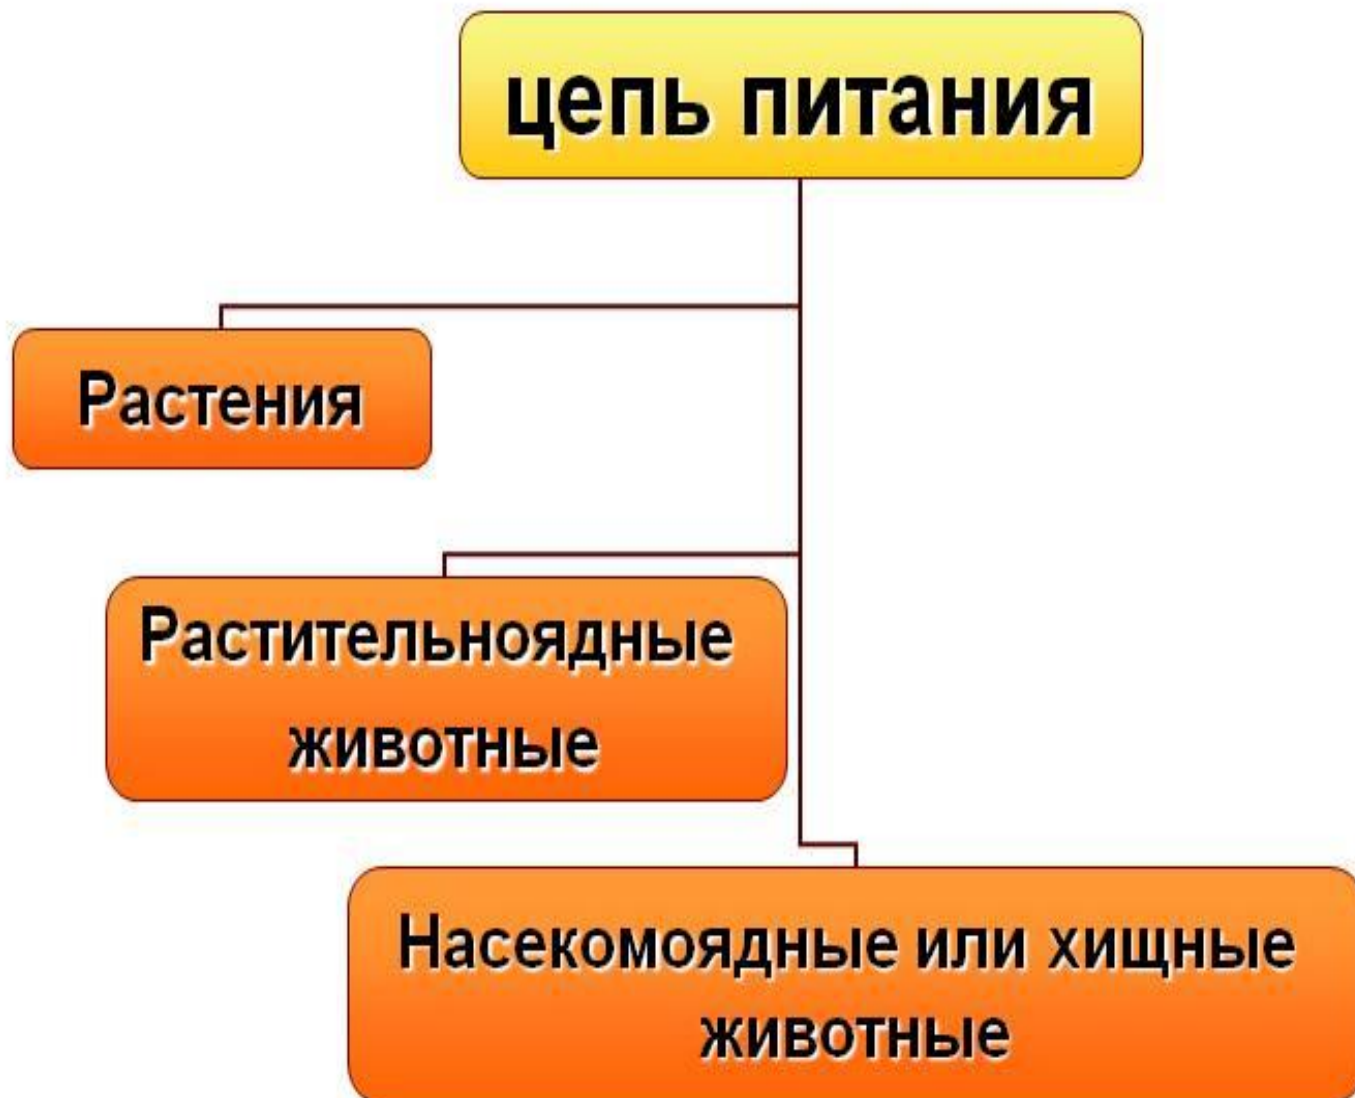 цепь питания
Растения
Растительноядные
животные
Насекомоядные или хищные
животные